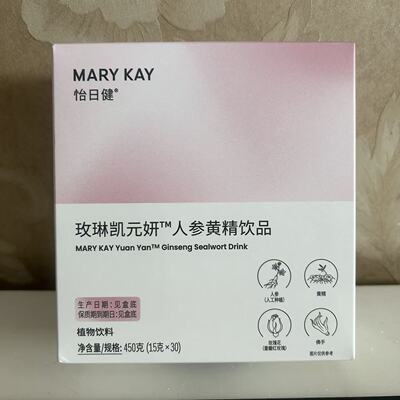 MARY KAY
怡日健®
玫琳凯元妍™人参黄精饮品
MARY KAY Yuan Yan™ Ginseng Sealwort Drink
人参
(人工种植)
黄精
生产日期:见盒底
保质期到期日:见盒底
植物饮料
净含量/规格: 450克 (15克×30)
玫瑰花
(重瓣红玫瑰)
佛手
图片仅供参考